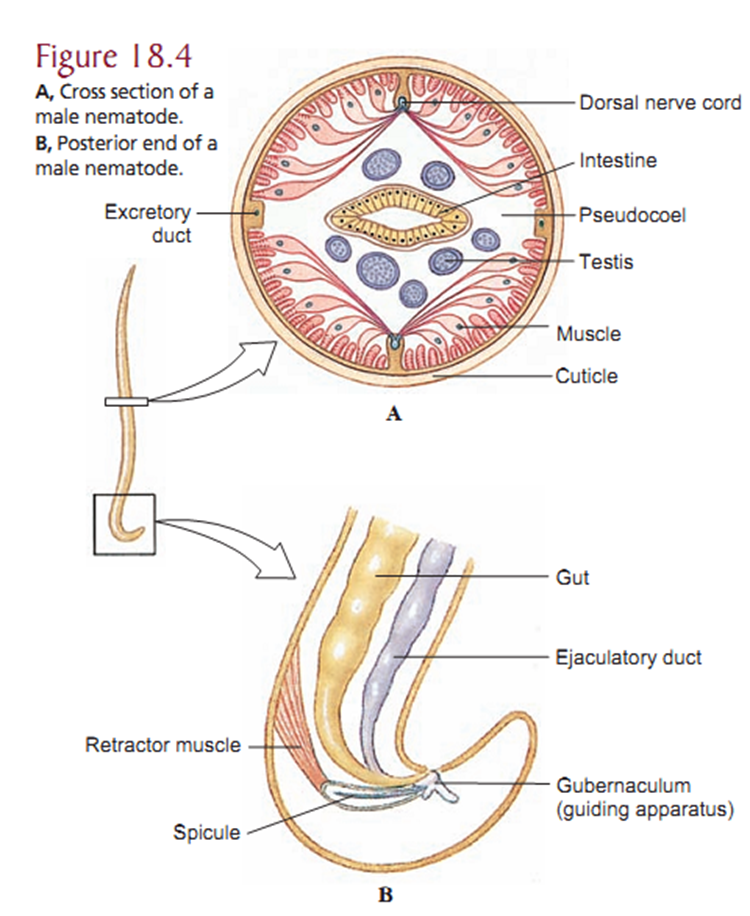 Figure 18.4
A, Cross section of a
male nematode.
B, Posterior end of a
male nematode.
Dorsal nerve cord
Intestine
Excretory
duct
Pseudocoel
Testis
Muscle
Cuticle
A
Gut
Ejaculatory duct
Retractor muscle
Gubernaculum
(guiding apparatus)
Spicule
B